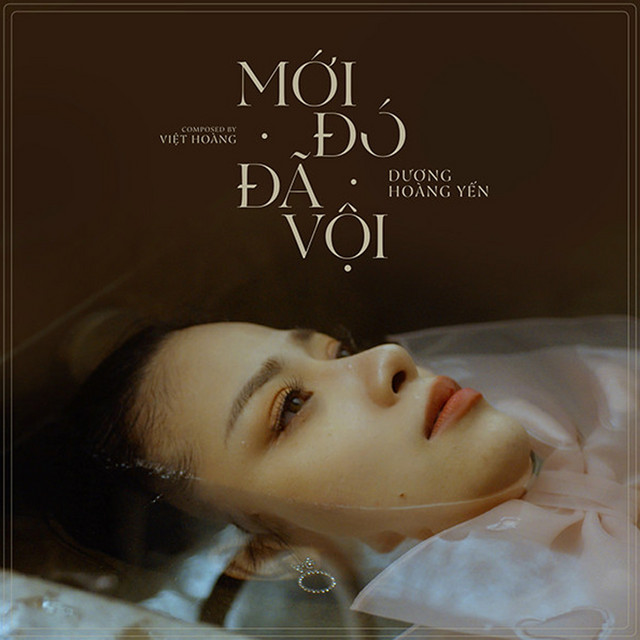 MỚI
ĐÓ
ĐÃ
VỘI
COMPOSED BY
VIỆT HOÀNG
DƯƠNG
HOÀNG YẾN